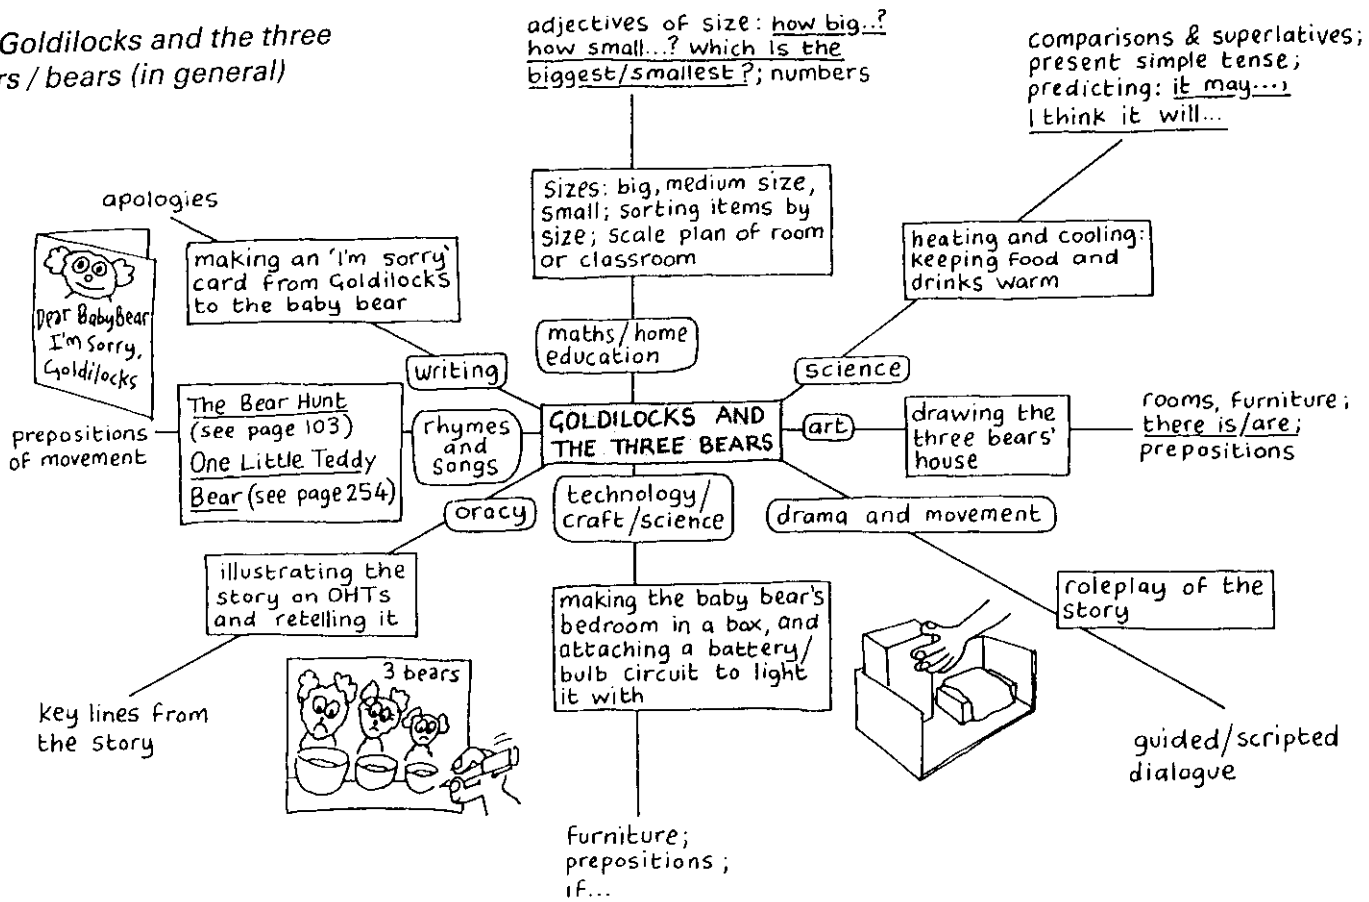 Goldilocks and the three
rs / bears (in general)
adjectives of size: how big..?
how small...? which is the
biggest/smallest?; numbers
comparisons & superlatives;
present simple tense;
predicting: it may...,
I think it will...
sizes: big, medium size,
small; sorting items by
size; scale plan of room
or classroom
apologies
making an 'I'm sorry'
card from Goldilocks
to the baby bear
heating and cooling:
keeping food and
drinks warm
Dear Baby Bear
I'm sorry,
Goldilocks
maths/home
education
writing
science
prepositions
of movement
The Bear Hunt
(see page 103)
One Little Teddy
Bear (see page 254)
rhymes
and
songs
GOLDILOCKS AND
THE THREE BEARS
art
drawing the
three bears'
house
rooms, furniture;
there is/are;
prepositions
oracy
technology/
craft/science
drama and movement
illustrating the
story on OHTs
and retelling it
making the baby bear's
bedroom in a box, and
attaching a battery/
bulb circuit to light
it with
roleplay of the
story
3 bears
key lines from
the story
guided/scripted
dialogue
furniture;
prepositions;
if...